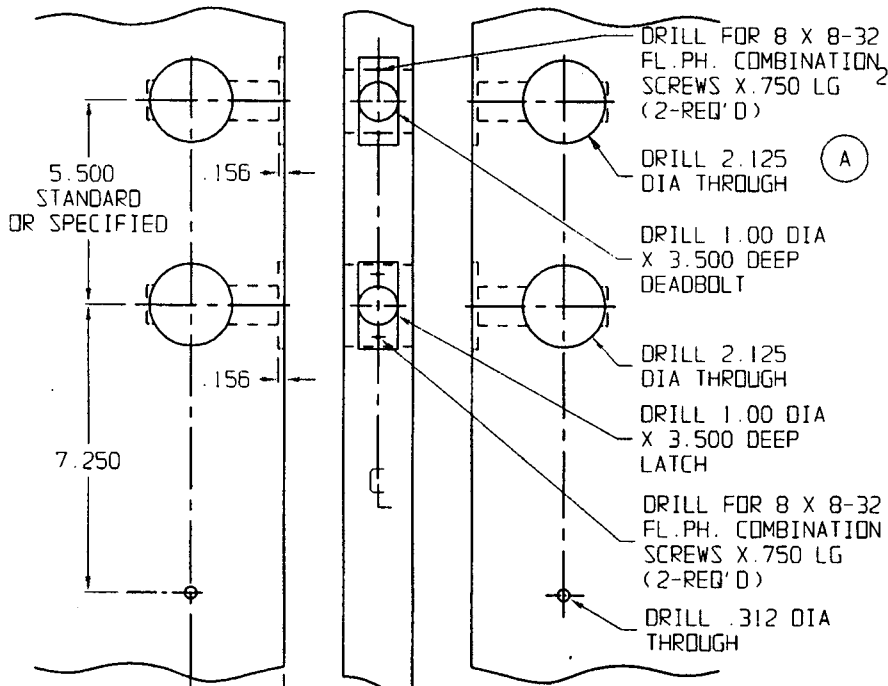 DRILL FOR 8 X 8-32
FL.PH. COMBINATION
SCREWS X.750 LG
(2-REQ'D)
2
DRILL 2.125
DIA THROUGH
A
5.500
STANDARD
OR SPECIFIED
.156
DRILL 1.00 DIA
X 3.500 DEEP
DEADBOLT
DRILL 2.125
DIA THROUGH
.156
DRILL 1.00 DIA
X 3.500 DEEP
LATCH
7.250
DRILL FOR 8 X 8-32
FL.PH. COMBINATION
SCREWS X.750 LG
(2-REQ'D)
DRILL .312 DIA
THROUGH